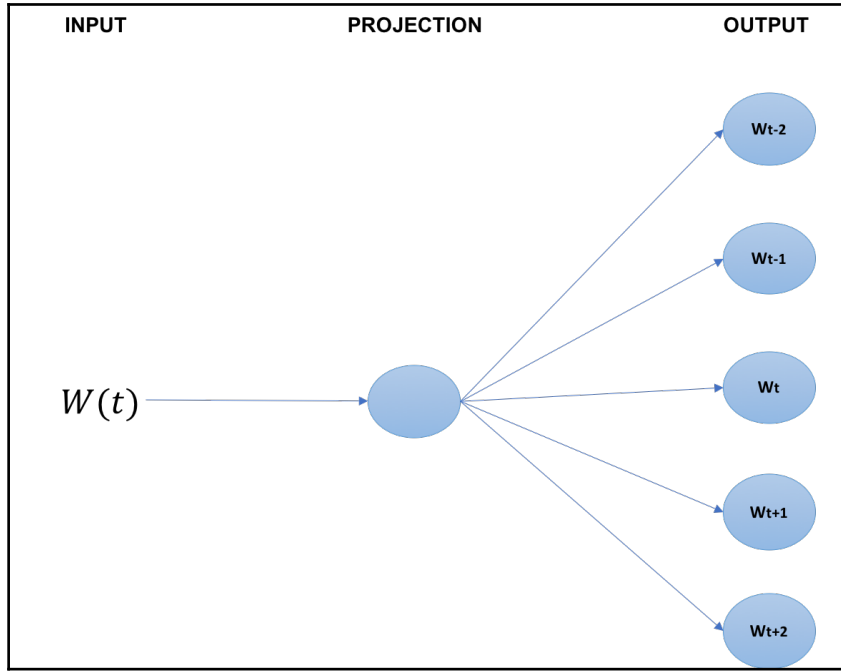 INPUT PROJECTION OUTPUT
Wt-2
Wt-1
W(t)
Wt
Wt+1
Wt+2